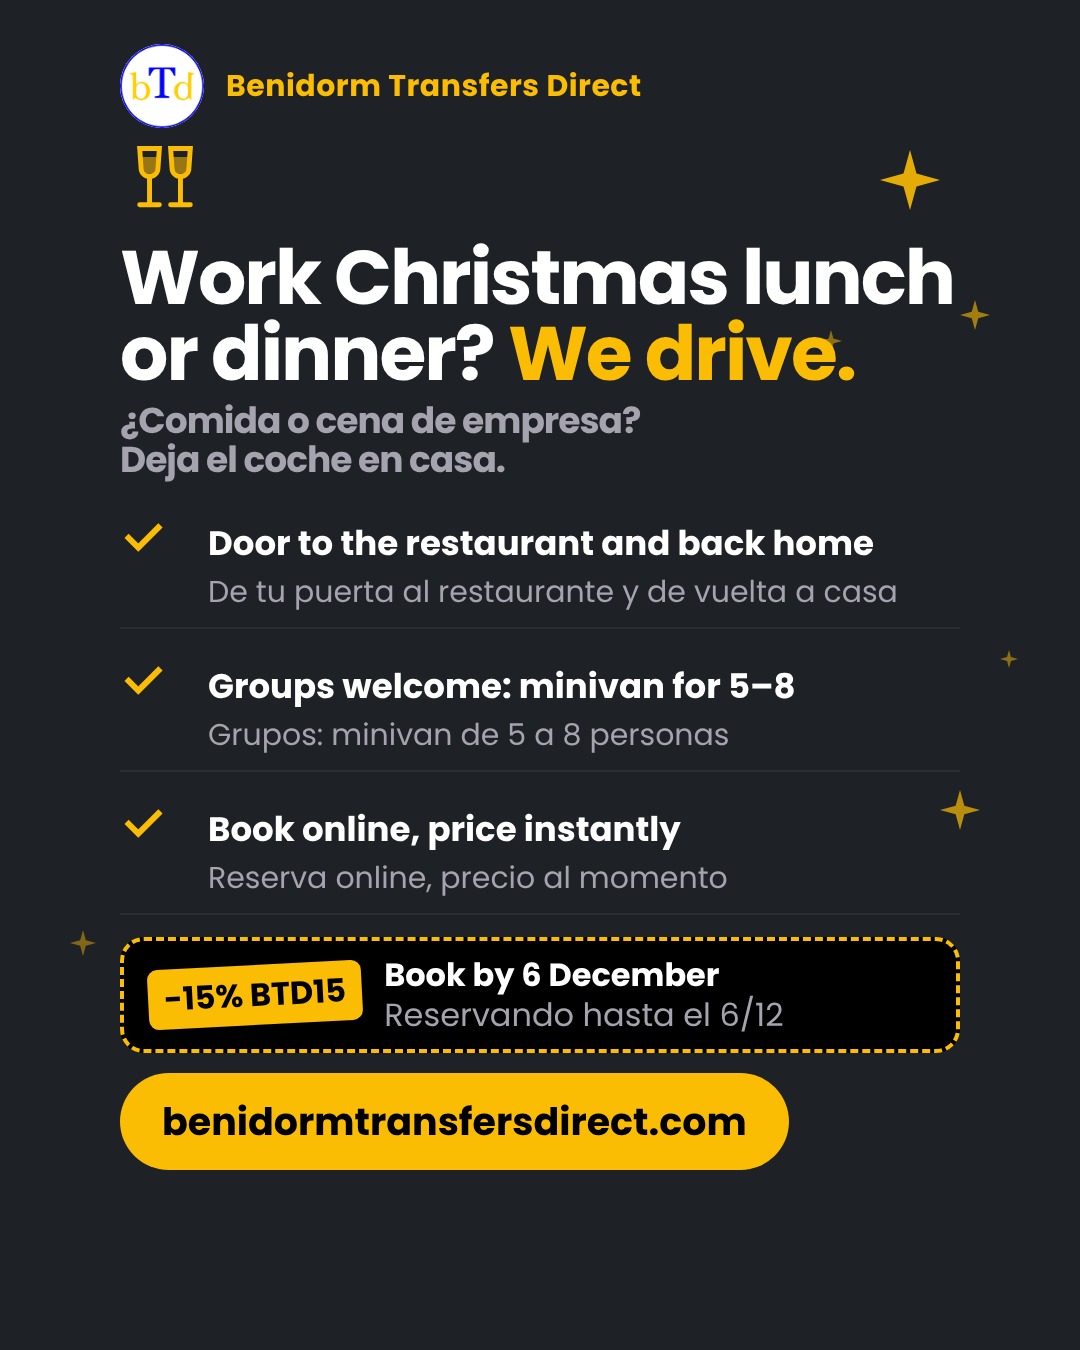 bTd
Benidorm Transfers Direct
Work Christmas lunch
or dinner? We drive.
¿Comida o cena de empresa?
Deja el coche en casa.
Door to the restaurant and back home
De tu puerta al restaurante y de vuelta a casa
Groups welcome: minivan for 5–8
Grupos: minivan de 5 a 8 personas
Book online, price instantly
Reserva online, precio al momento
-15% BTD15
Book by 6 December
Reservando hasta el 6/12
benidormtransfersdirect.com